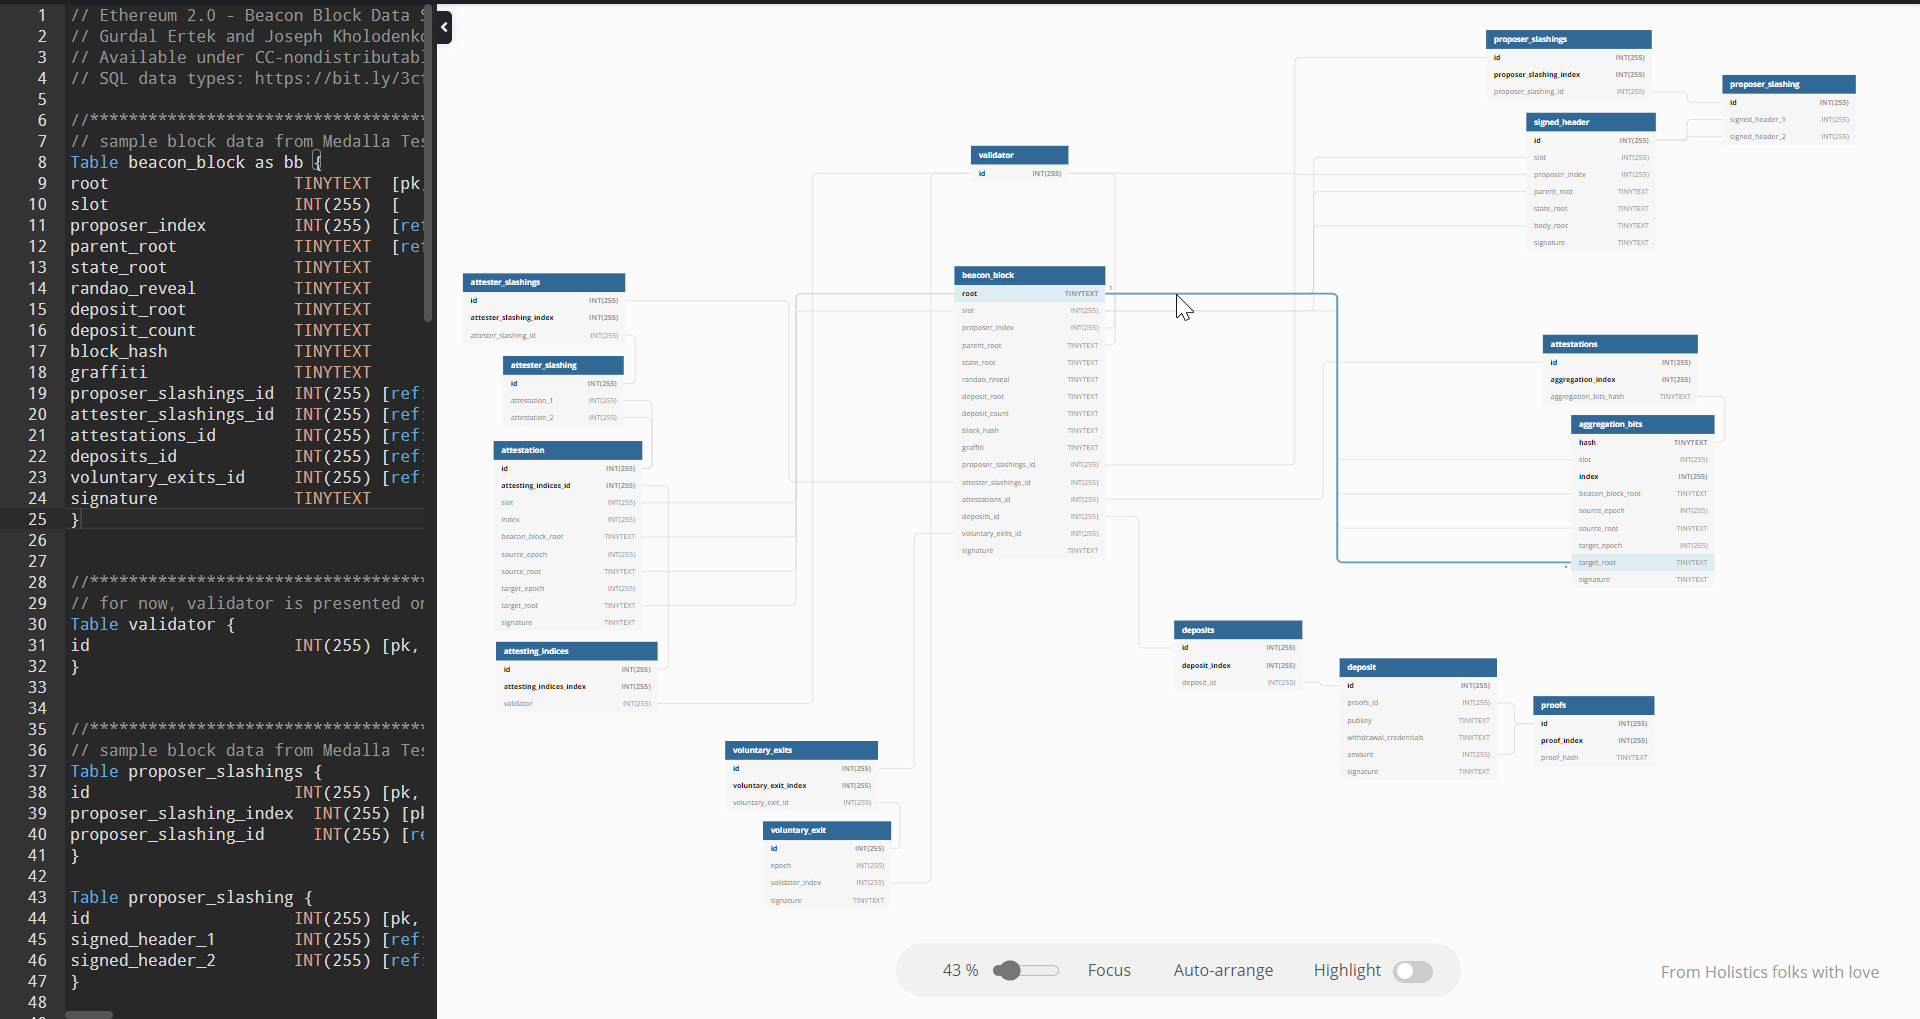 1 // Ethereum 2.0 - Beacon Block Data
2 // Gurdal Ertek and Joseph Kholodenk
3 // Available under CC-nondistributab
4 // SQL data types: https://bit.ly/3c
5
6 //**********************************
7 // sample block data from Medalla Te
8 Table beacon_block as bb {
9 root TINYTEXT [pk,
10 slot INT(255) [
11 proposer_index INT(255) [ref
12 parent_root TINYTEXT [ref
13 state_root TINYTEXT
14 randao_reveal TINYTEXT
15 deposit_root TINYTEXT
16 deposit_count TINYTEXT
17 block_hash TINYTEXT
18 graffiti TINYTEXT
19 proposer_slashings_id INT(255) [ref:
20 attester_slashings_id INT(255) [ref:
21 attestations_id INT(255) [ref:
22 deposits_id INT(255) [ref:
23 voluntary_exits_id INT(255) [ref:
24 signature TINYTEXT
25 }
26
27
28 //**********************************
29 // for now, validator is presented o
30 Table validator {
31 id INT(255) [pk,
32 }
33
34
35 //**********************************
36 // sample block data from Medalla Te
37 Table proposer_slashings {
38 id INT(255) [pk,
39 proposer_slashing_index INT(255) [p
40 proposer_slashing_id INT(255) [re
41 }
42
43 Table proposer_slashing {
44 id INT(255) [pk,
45 signed_header_1 INT(255) [ref:
46 signed_header_2 INT(255) [ref:
47 }
48
proposer_slashings
id INT(255)
proposer_slashing_index INT(255)
proposer_slashing_id INT(255)
proposer_slashing
id INT(255)
signed_header_1 INT(255)
signed_header_2 INT(255)
signed_header
id INT(255)
slot INT(255)
proposer_index INT(255)
parent_root TINYTEXT
state_root TINYTEXT
body_root TINYTEXT
signature TINYTEXT
validator
id INT(255)
beacon_block
root TINYTEXT 1
slot INT(255)
proposer_index INT(255)
parent_root TINYTEXT
state_root TINYTEXT
randao_reveal TINYTEXT
deposit_root TINYTEXT
deposit_count TINYTEXT
block_hash TINYTEXT
graffiti TINYTEXT
proposer_slashings_id INT(255)
attester_slashings_id INT(255)
attestations_id INT(255)
deposits_id INT(255)
voluntary_exits_id INT(255)
signature TINYTEXT
attester_slashings
id INT(255)
attester_slashing_index INT(255)
attester_slashing_id INT(255)
attester_slashing
id INT(255)
attestation_1 INT(255)
attestation_2 INT(255)
attestation
id INT(255)
attesting_indices_id INT(255)
slot INT(255)
index INT(255)
beacon_block_root TINYTEXT
source_epoch INT(255)
source_root TINYTEXT
target_epoch INT(255)
target_root TINYTEXT
signature TINYTEXT
attesting_indices
id INT(255)
attesting_indices_index INT(255)
validator INT(255)
attestations
id INT(255)
aggregation_index INT(255)
aggregation_bits_hash TINYTEXT
aggregation_bits
hash TINYTEXT
slot INT(255)
index INT(255)
beacon_block_root TINYTEXT
source_epoch INT(255)
source_root TINYTEXT
target_epoch INT(255)
* target_root TINYTEXT
signature TINYTEXT
deposits
id INT(255)
deposit_index INT(255)
deposit_id INT(255)
deposit
id INT(255)
proofs_id INT(255)
pubkey TINYTEXT
withdrawal_credentials TINYTEXT
amount INT(255)
signature TINYTEXT
proofs
id INT(255)
proof_index INT(255)
proof_hash TINYTEXT
voluntary_exits
id INT(255)
voluntary_exit_index INT(255)
voluntary_exit_id INT(255)
voluntary_exit
id INT(255)
epoch INT(255)
validator_index INT(255)
signature TINYTEXT
43 % Focus Auto-arrange Highlight
From Holistics folks with love